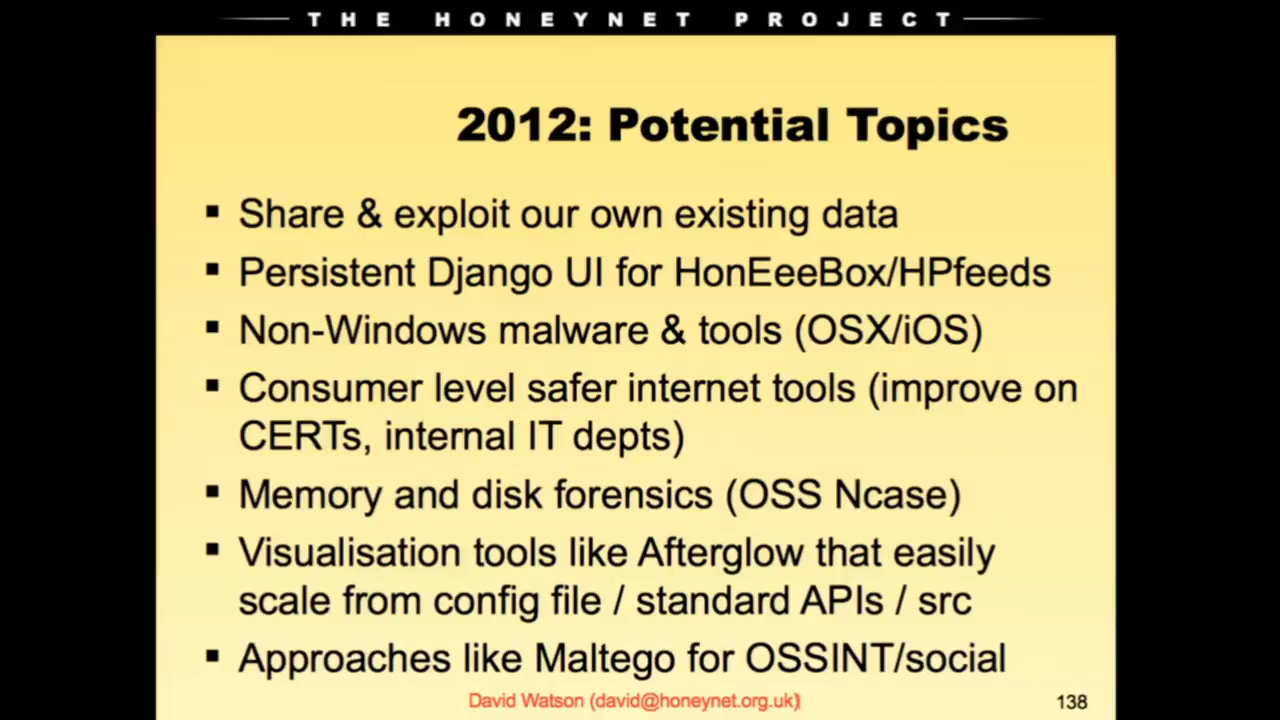 THE HONEYNET PROJECT
2012: Potential Topics
▪ Share & exploit our own existing data
▪ Persistent Django UI for HonEeeBox/HPfeeds
▪ Non-Windows malware & tools (OSX/iOS)
▪ Consumer level safer internet tools (improve on
CERTs, internal IT depts)
▪ Memory and disk forensics (OSS Ncase)
▪ Visualisation tools like Afterglow that easily
scale from config file / standard APIs / src
▪ Approaches like Maltego for OSSINT/social
David Watson (david@honeynet.org.uk)
138